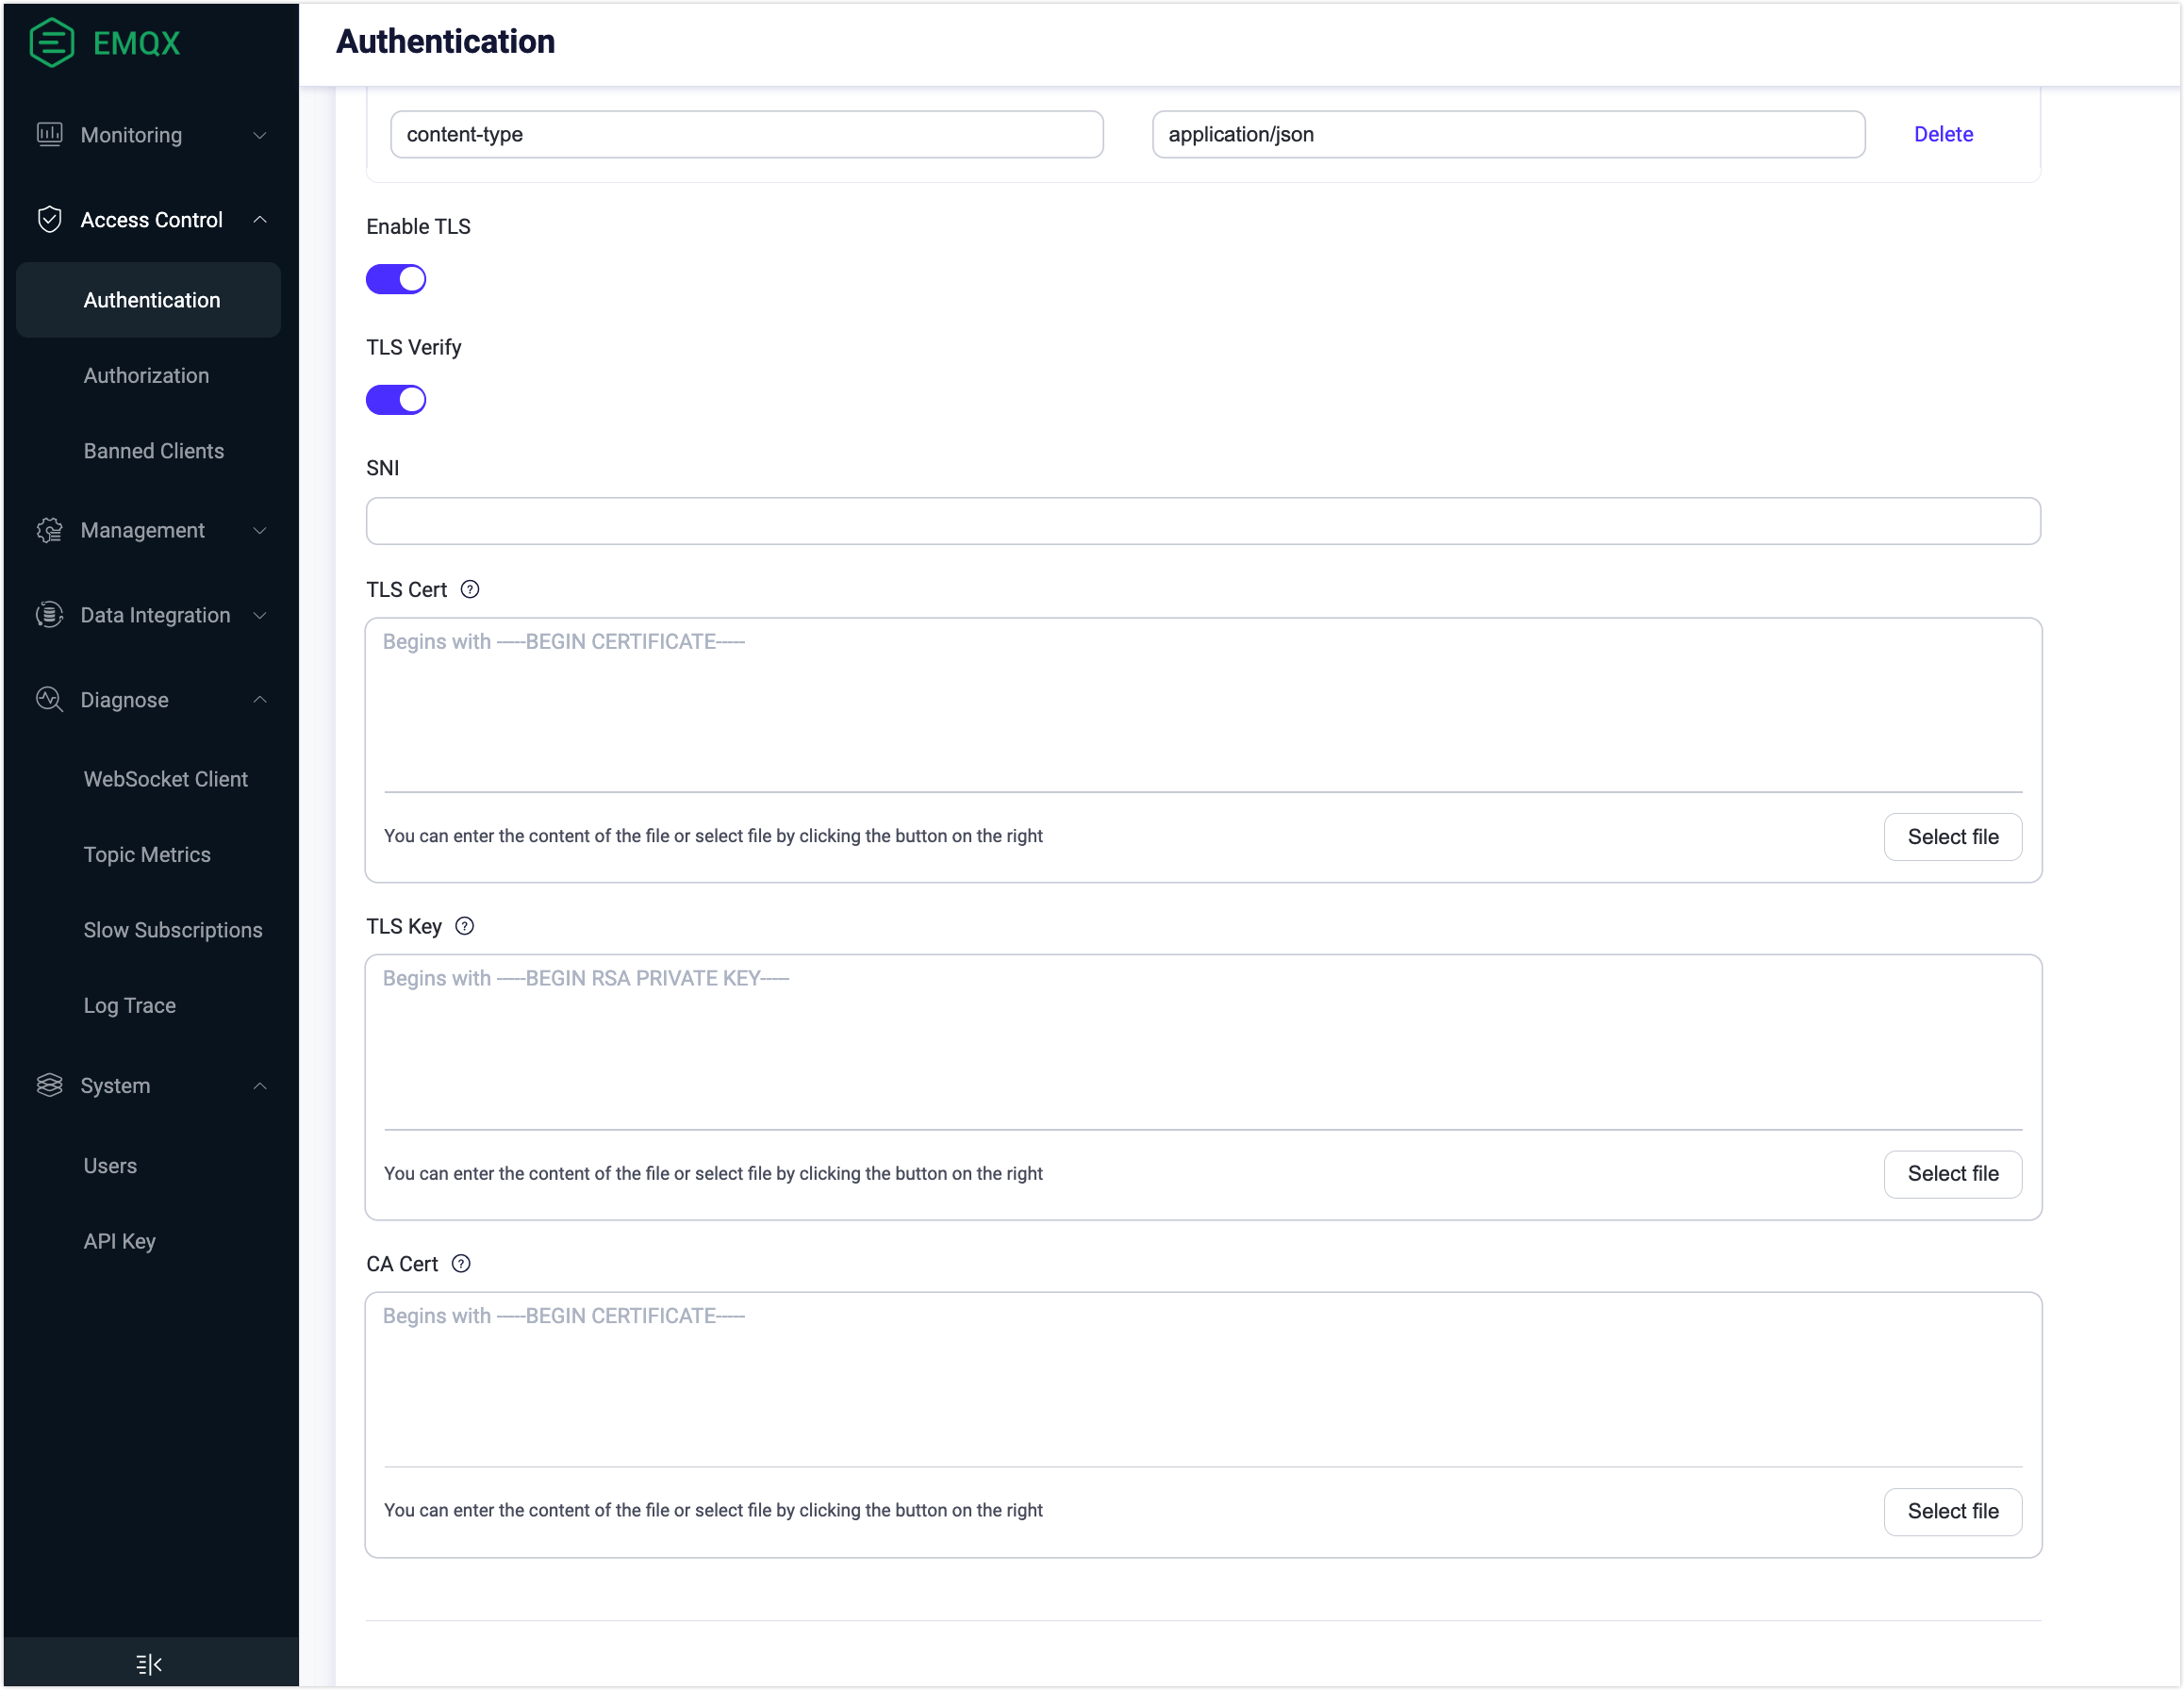 EMQX
Monitoring
Access Control
Authentication
Authorization
Banned Clients
Management
Data Integration
Diagnose
WebSocket Client
Topic Metrics
Slow Subscriptions
Log Trace
System
Users
API Key
Authentication
content-type application/json Delete
Enable TLS
TLS Verify
SNI
TLS Cert ?
Begins with -----BEGIN CERTIFICATE-----
You can enter the content of the file or select file by clicking the button on the right Select file
TLS Key ?
Begins with -----BEGIN RSA PRIVATE KEY-----
You can enter the content of the file or select file by clicking the button on the right Select file
CA Cert ?
Begins with -----BEGIN CERTIFICATE-----
You can enter the content of the file or select file by clicking the button on the right Select file